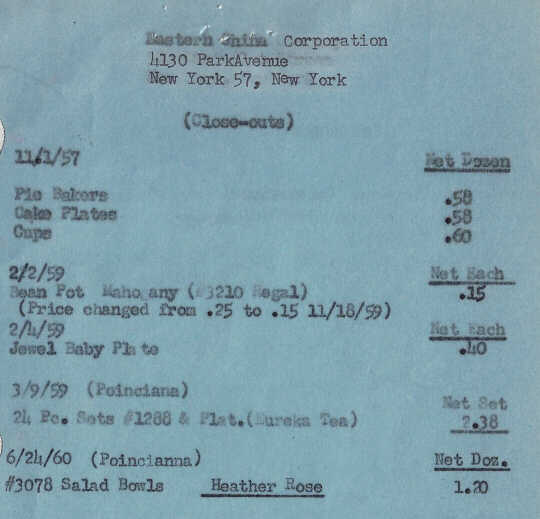 Eastern China Corporation
4130 ParkAvenue
New York 57, New York
(Close-outs)
11/1/57 Net Dozen
Pie Bakers .58
Cake Plates .58
Cups .60
2/2/59 Net Each
Bean Pot Mahogany (#3210 Regal) .15
(Price changed from .25 to .15 11/18/59)
2/4/59 Net Each
Jewel Baby Plate .40
3/9/59 (Poinciana) Net Set
24 Pc. Sets #1288 & Plat.(Eureka Tea) 2.38
6/24/60 (Poincianna) Net Doz.
#3078 Salad Bowls Heather Rose 1.20